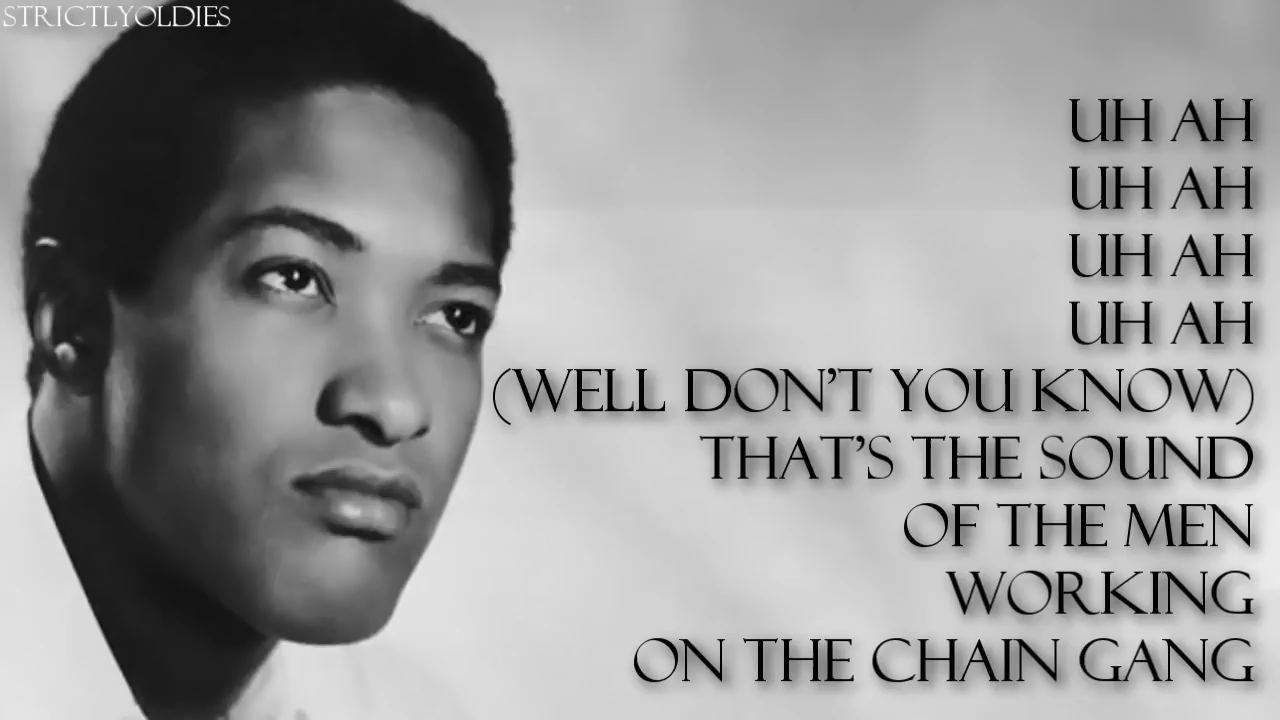 STRICTLYOLDIES
UH AH
UH AH
UH AH
UH AH
(WELL DON'T YOU KNOW)
THAT'S THE SOUND
OF THE MEN
WORKING
ON THE CHAIN GANG